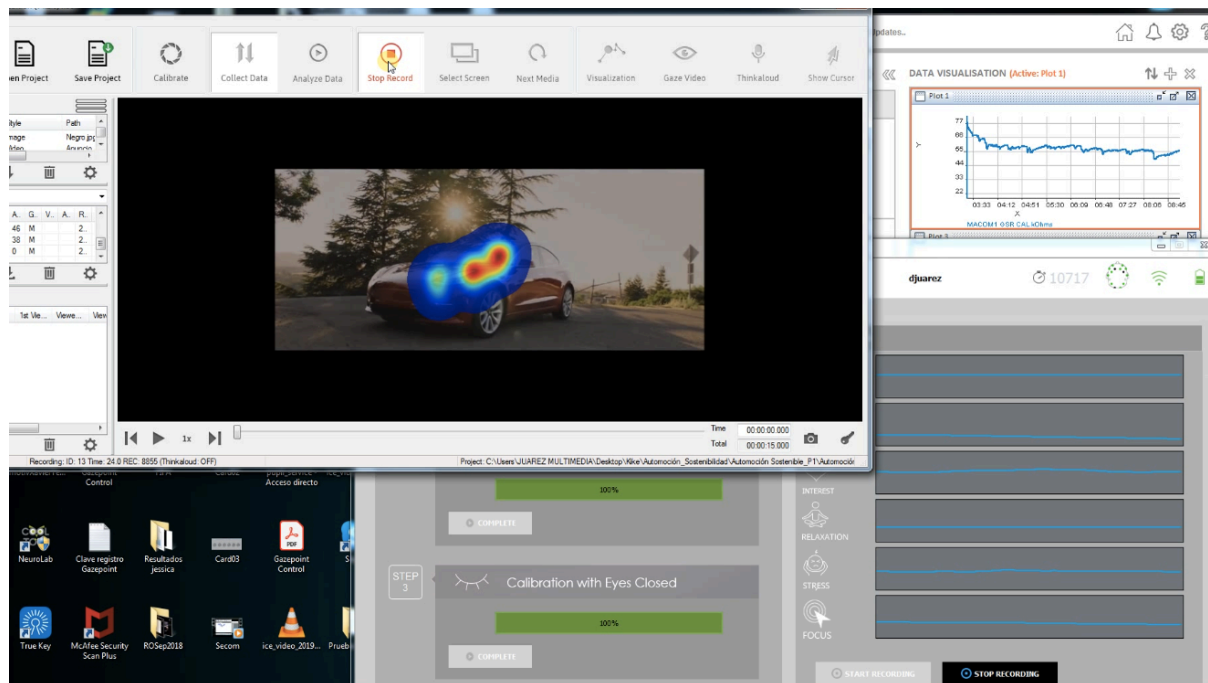 pen Project
Save Project
Calibrate
Collect Data
Analyze Data
Stop Record
Select Screen
Next Media
Visualization
Gaze Video
Thinkaloud
Show Cursor
pdates..
DATA VISUALISATION (Active: Plot 1)
Plot 1
77
66
55
44
33
22
Y
03:33 04:12 04:51 05:30 06:09 06:48 07:27 08:06 08:45
X
MACOM1 GSR CAL kOhms
Style Path
mage Negro.jpg
Video Anuncio
A.. G.. V.. A.. R..
46 M 2..
38 M 2..
0 M 2..
1st Vie... Viewe... View
1x
Time 00:00:00.000
Total 00:00:15.000
Recording: ID: 13 Time: 24.0 REC: 8855 (Thinkaloud: OFF)
Project: C:\Users\JUAREZ MULTIMEDIA\Desktop\Kike\Automoción_Sostenibilidad\Automoción Sostenible_P1\Automoción
djuarez
10717
Control
Acceso directo
NeuroLab
Clave registro Gazepoint
Resultados jessica
Card03
Gazepoint Control
True Key
McAfee Security Scan Plus
ROSep2018
Secom
ice_video_2019...
Prueb
100%
COMPLETE
STEP 3
Calibration with Eyes Closed
100%
COMPLETE
INTEREST
RELAXATION
STRESS
FOCUS
START RECORDING
STOP RECORDING